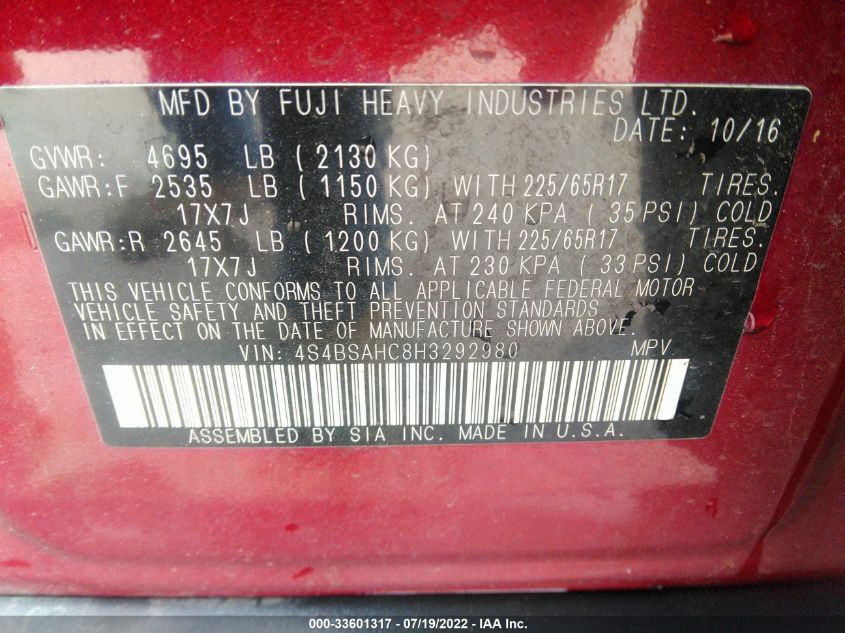 MFD BY FUJI HEAVY INDUSTRIES LTD.
DATE: 10/16
GVWR: 4695 LB ( 2130 KG)
GAWR:F 2535 LB ( 1150 KG) WITH 225/65R17 TIRES.
17X7J RIMS. AT 240 KPA ( 35 PSI) COLD
GAWR:R 2645 LB ( 1200 KG) WITH 225/65R17 TIRES.
17X7J RIMS. AT 230 KPA ( 33 PSI) COLD
THIS VEHICLE CONFORMS TO ALL APPLICABLE FEDERAL MOTOR
VEHICLE SAFETY AND THEFT PREVENTION STANDARDS
IN EFFECT ON THE DATE OF MANUFACTURE SHOWN ABOVE.
VIN: 4S4BSAHC8H3292980 MPV
ASSEMBLED BY SIA INC. MADE IN U.S.A.
000-33601317 - 07/19/2022 - IAA Inc.